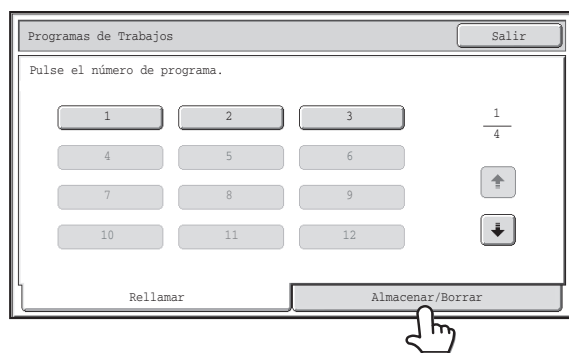 Programas de Trabajos Salir
Pulse el número de programa.
1 2 3 1
4 5 6 4
7 8 9
10 11 12
Rellamar Almacenar/Borrar